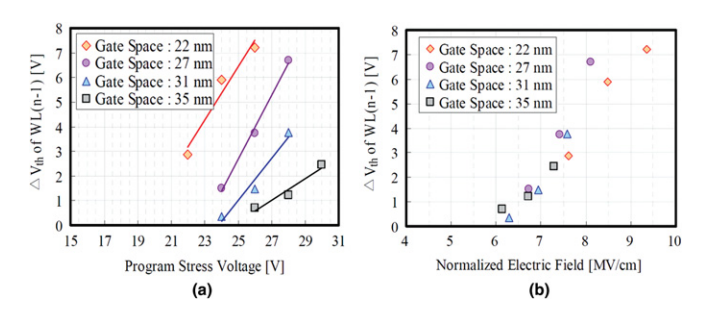 8
7
6
5
4
3
2
1
0
△ Vth of WL(n-1) [V]
Gate Space : 22 nm
Gate Space : 27 nm
Gate Space : 31 nm
Gate Space : 35 nm
15 17 19 21 23 25 27 29 31
Program Stress Voltage [V]
(a)
8
7
6
5
4
3
2
1
0
△ Vth of WL(n-1) [V]
Gate Space : 22 nm
Gate Space : 27 nm
Gate Space : 31 nm
Gate Space : 35 nm
4 5 6 7 8 9 10
Normalized Electric Field [MV/cm]
(b)